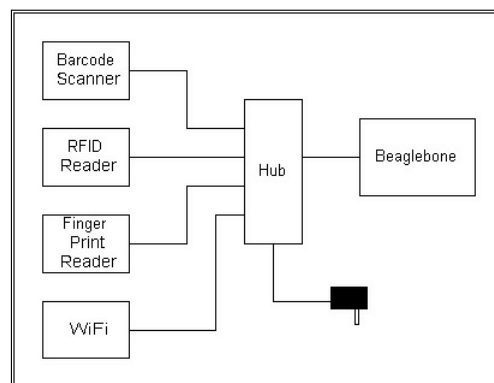 Barcode
Scanner
RFID
Reader
Finger
Print
Reader
WiFi
Hub
Beaglebone